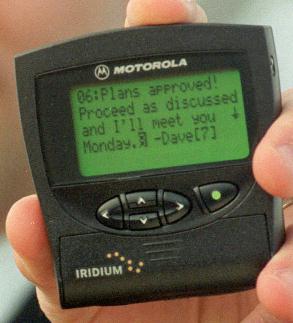 MOTOROLA
06:Plans approved!
Proceed as discussed
and I'll meet you ↓
Monday. -Dave[7]
IRIDIUM